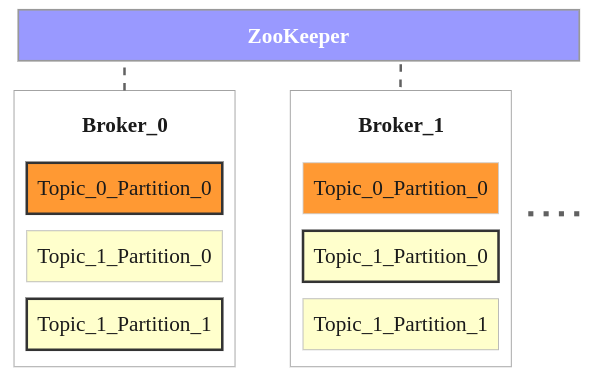 ZooKeeper
Broker_0
Topic_0_Partition_0
Topic_1_Partition_0
Topic_1_Partition_1
Broker_1
Topic_0_Partition_0
Topic_1_Partition_0
Topic_1_Partition_1